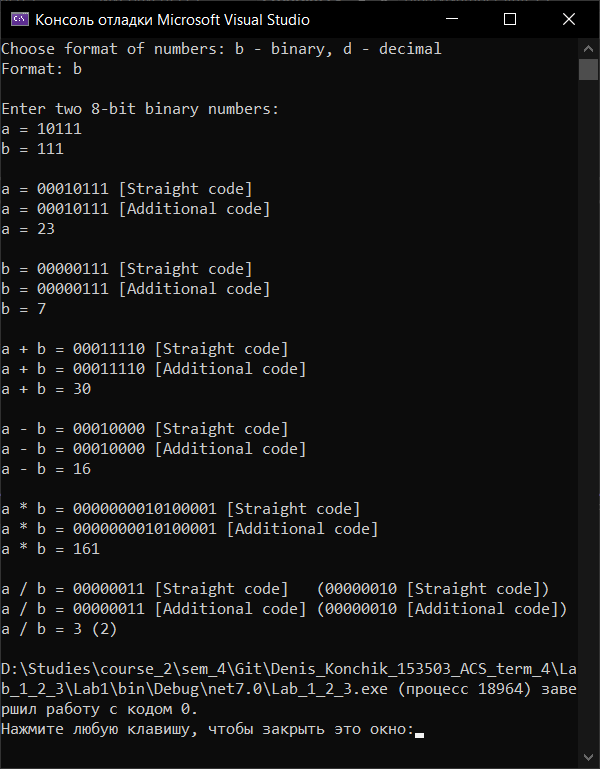 Консоль отладки Microsoft Visual Studio
Choose format of numbers: b - binary, d - decimal
Format: b
Enter two 8-bit binary numbers:
a = 10111
b = 111
a = 00010111 [Straight code]
a = 00010111 [Additional code]
a = 23
b = 00000111 [Straight code]
b = 00000111 [Additional code]
b = 7
a + b = 00011110 [Straight code]
a + b = 00011110 [Additional code]
a + b = 30
a - b = 00010000 [Straight code]
a - b = 00010000 [Additional code]
a - b = 16
a * b = 0000000010100001 [Straight code]
a * b = 0000000010100001 [Additional code]
a * b = 161
a / b = 00000011 [Straight code]   (00000010 [Straight code])
a / b = 00000011 [Additional code] (00000010 [Additional code])
a / b = 3 (2)
D:\Studies\course_2\sem_4\Git\Denis_Konchik_153503_ACS_term_4\La
b_1_2_3\Lab1\bin\Debug\net7.0\Lab_1_2_3.exe (процесс 18964) заве
ршил работу с кодом 0.
Нажмите любую клавишу, чтобы закрыть это окно: